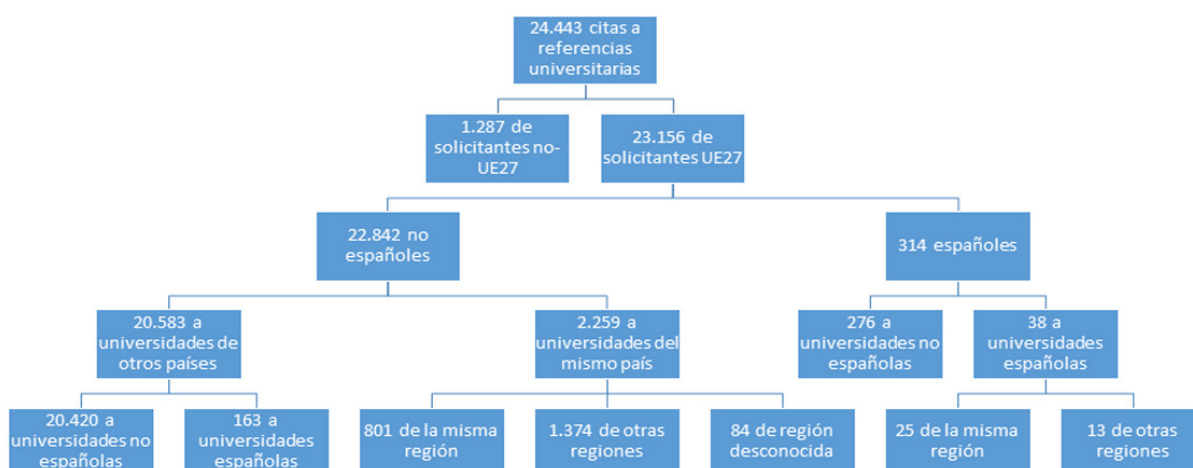 24.443 citas a
referencias
universitarias
1.287 de
solicitantes no-
UE27
23.156 de
solicitantes UE27
22.842 no
españoles
314 españoles
20.583 a
universidades de
otros países
2.259 a
universidades del
mismo país
276 a
universidades no
españolas
38 a
universidades
españolas
20.420 a
universidades no
españolas
163 a
universidades
españolas
801 de la misma
región
1.374 de otras
regiones
84 de región
desconocida
25 de la misma
región
13 de otras
regiones